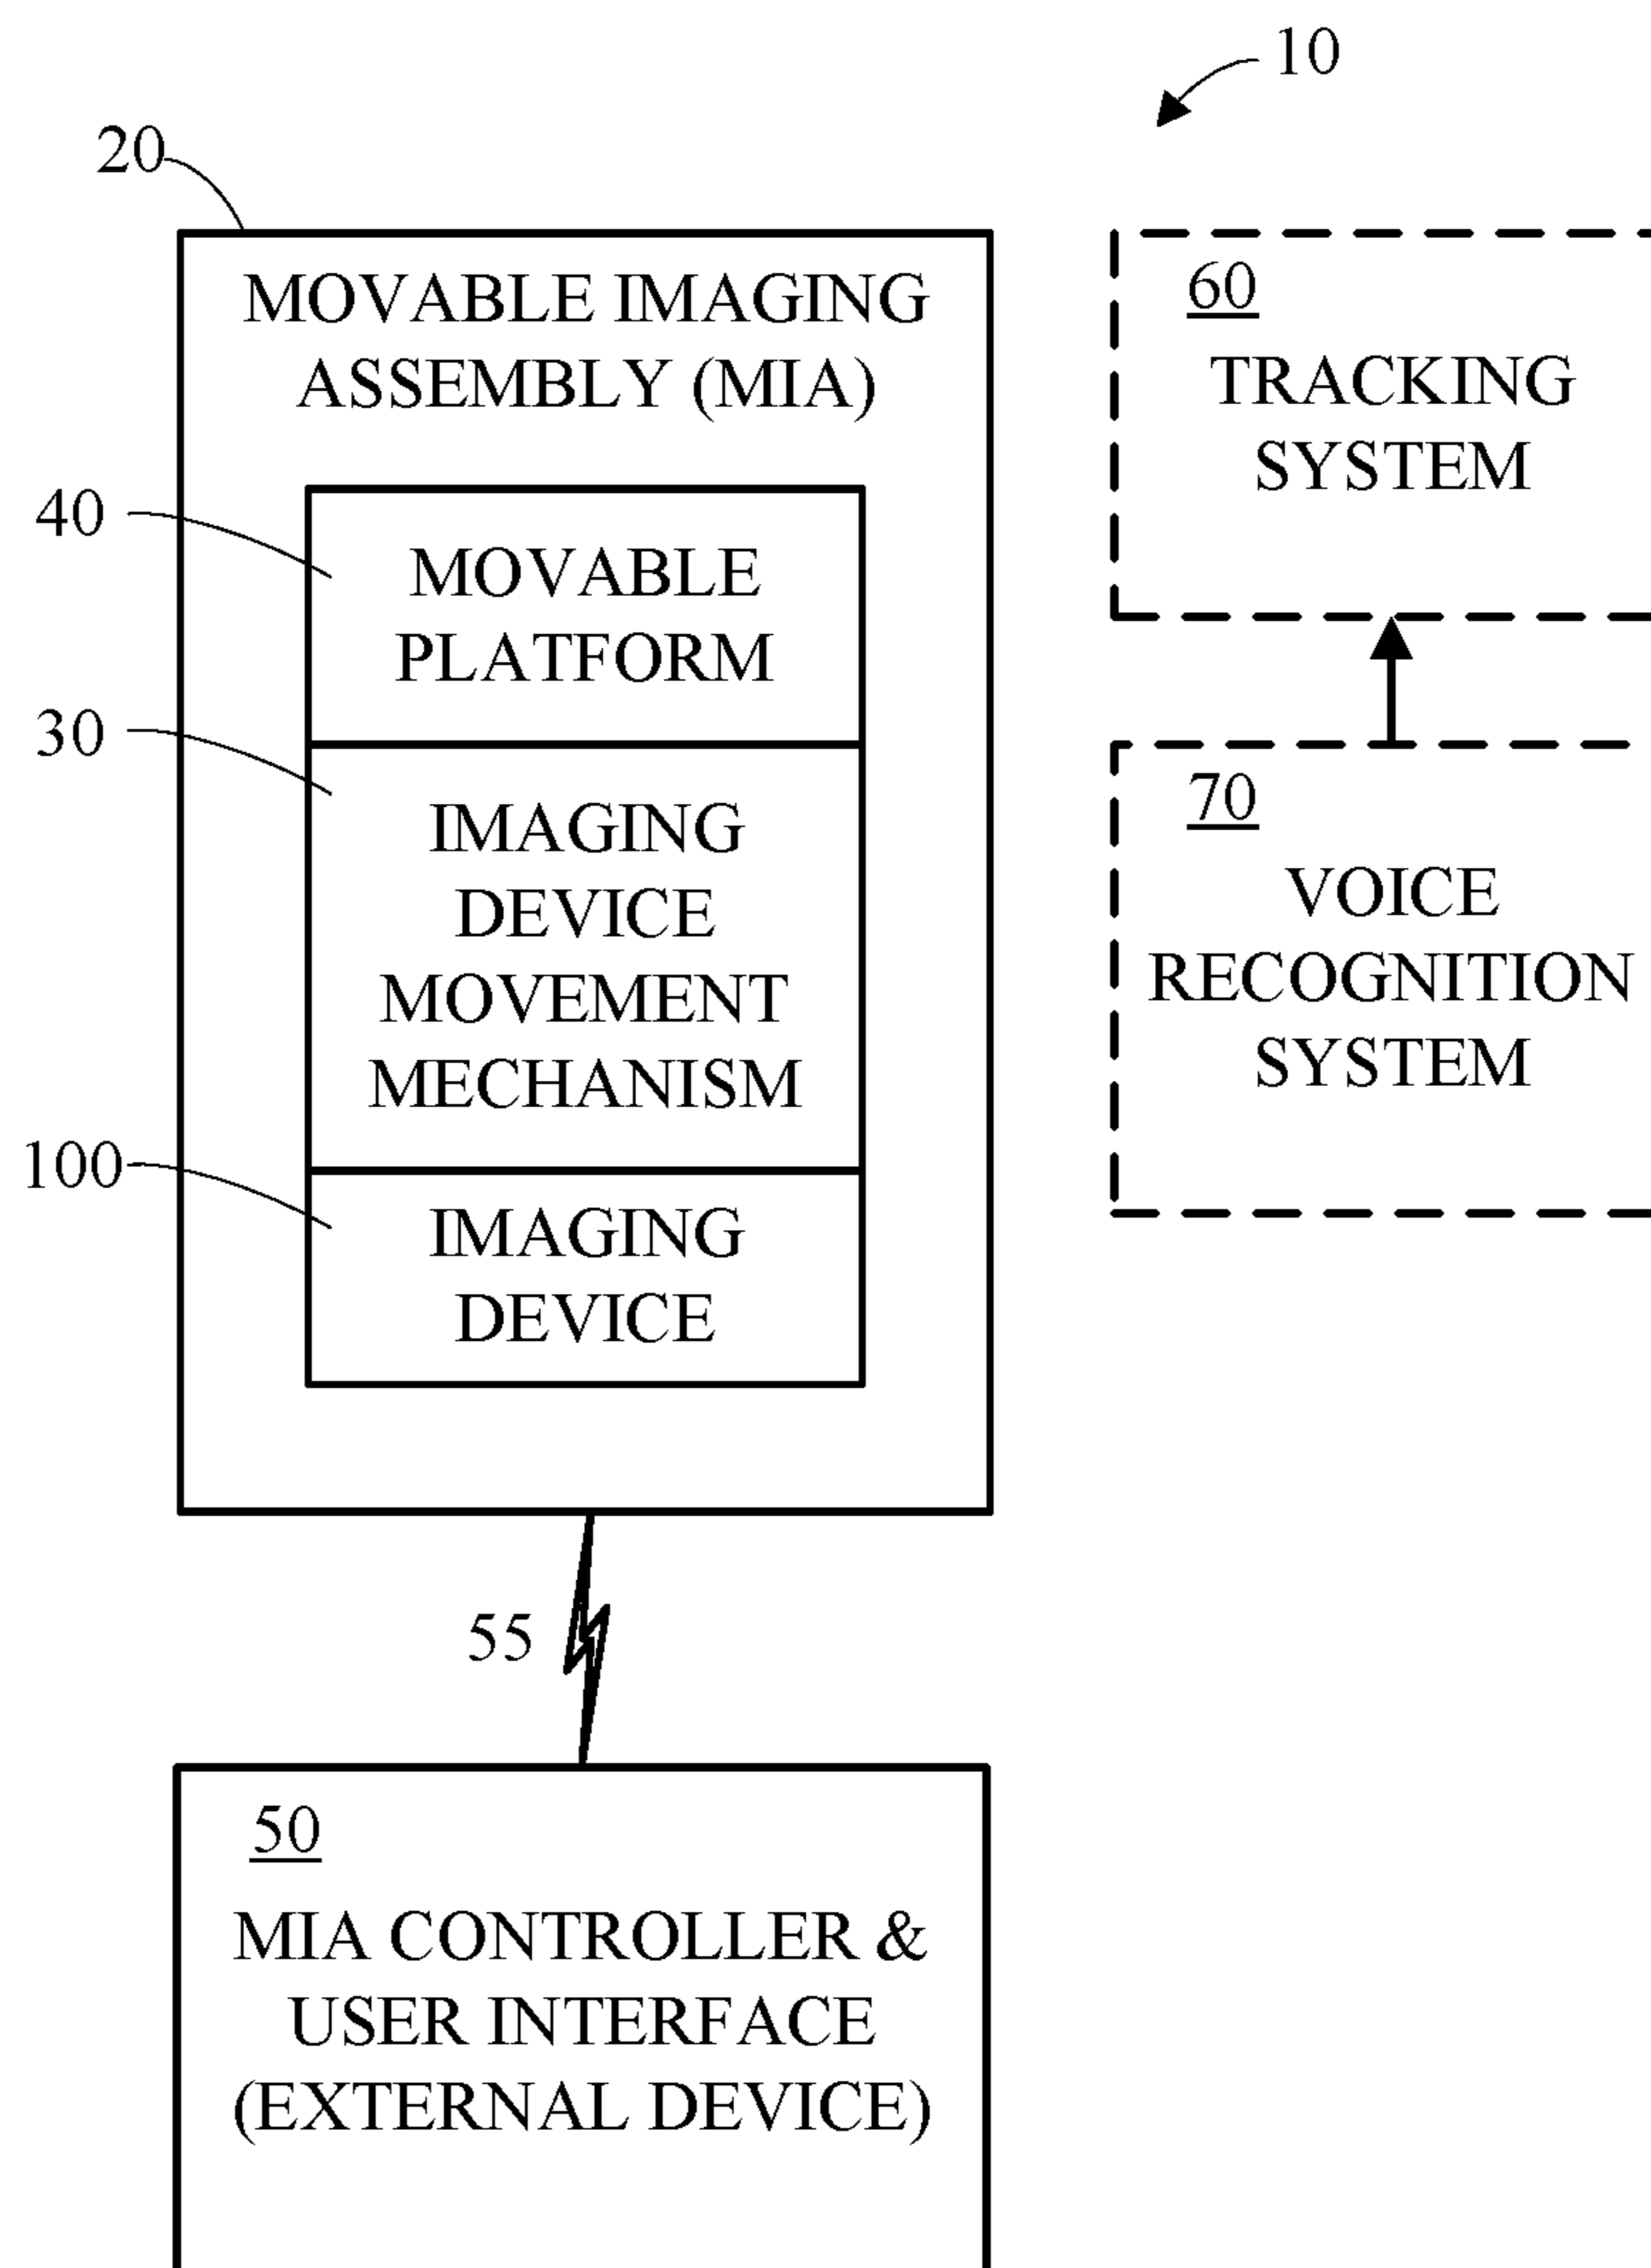 10
20
MOVABLE IMAGING
ASSEMBLY (MIA)
40
MOVABLE
PLATFORM
30
IMAGING
DEVICE
MOVEMENT
MECHANISM
100
IMAGING
DEVICE
60
TRACKING
SYSTEM
70
VOICE
RECOGNITION
SYSTEM
55
50
MIA CONTROLLER &
USER INTERFACE
(EXTERNAL DEVICE)